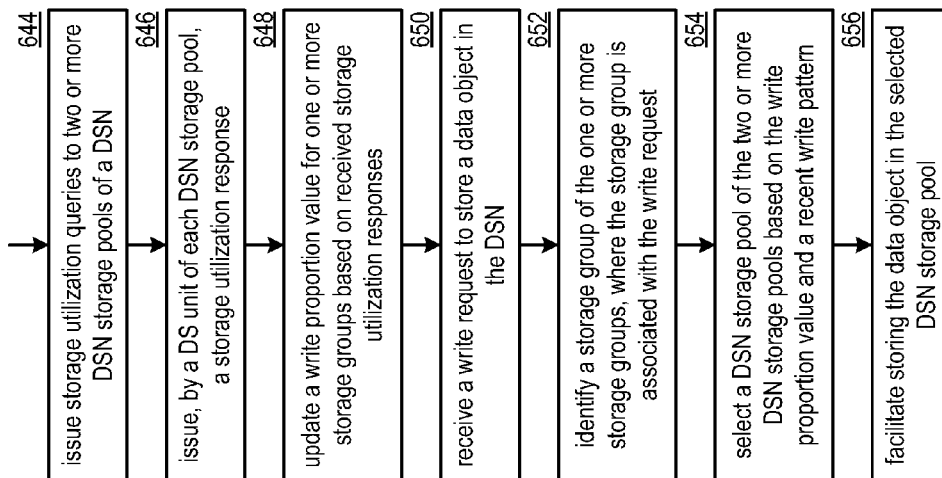 644
issue storage utilization queries to two or more
DSN storage pools of a DSN
646
issue, by a DS unit of each DSN storage pool,
a storage utilization response
648
update a write proportion value for one or more
storage groups based on received storage
utilization responses
650
receive a write request to store a data object in
the DSN
652
identify a storage group of the one or more
storage groups, where the storage group is
associated with the write request
654
select a DSN storage pool of the two or more
DSN storage pools based on the write
proportion value and a recent write pattern
656
facilitate storing the data object in the selected
DSN storage pool